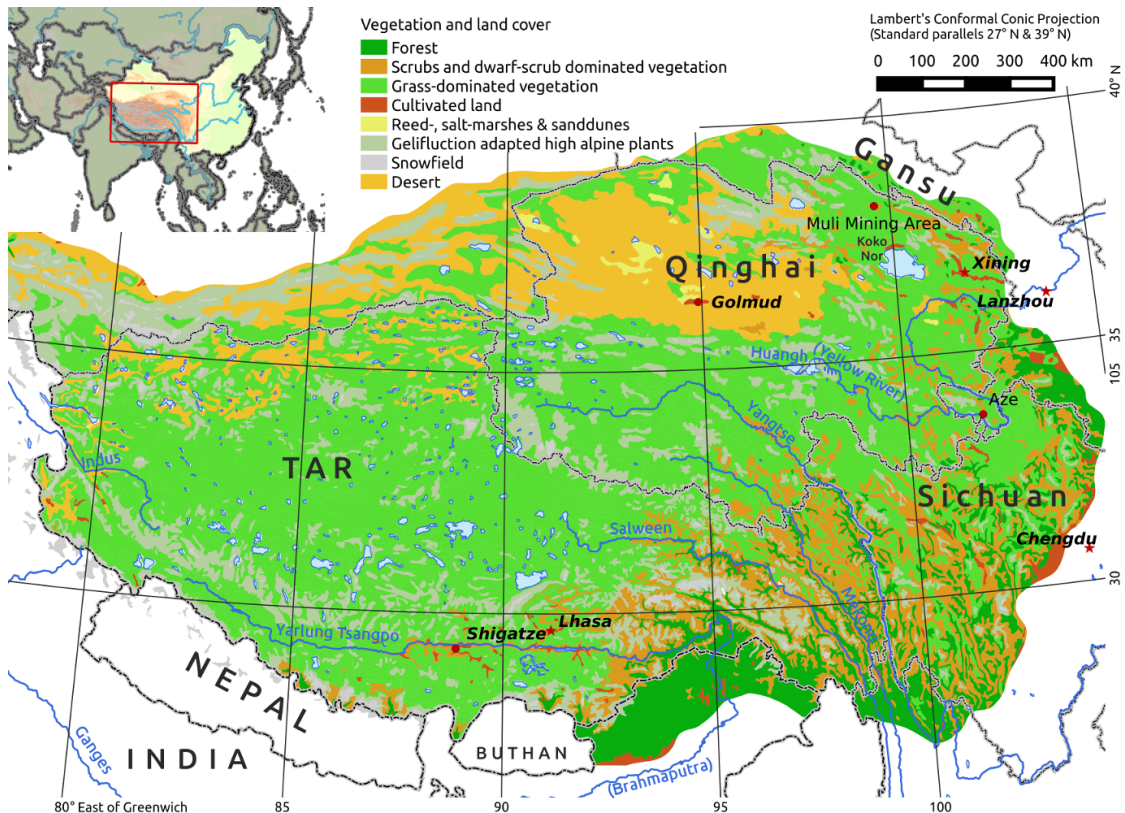 Vegetation and land cover
Forest
Scrubs and dwarf-scrub dominated vegetation
Grass-dominated vegetation
Cultivated land
Reed-, salt-marshes & sanddunes
Gelifluction adapted high alpine plants
Snowfield
Desert
Lambert's Conformal Conic Projection
(Standard parallels 27° N & 39° N)
0 100 200 300 400 km
40° N
Gansu
Muli Mining Area
Koko
Nor
Qinghai
Xining
Golmud
Lanzhou
35
105
Huangh (Yellow River)
Aze
Yangtse
TAR
Indus
Sichuan
Salween
Chengdu
30
Mekong
Lhasa
Shigatze
Yarlung Tsangpo
NEPAL
INDIA
BUTHAN
Ganges
(Brahmaputra)
80° East of Greenwich
85
90
95
100